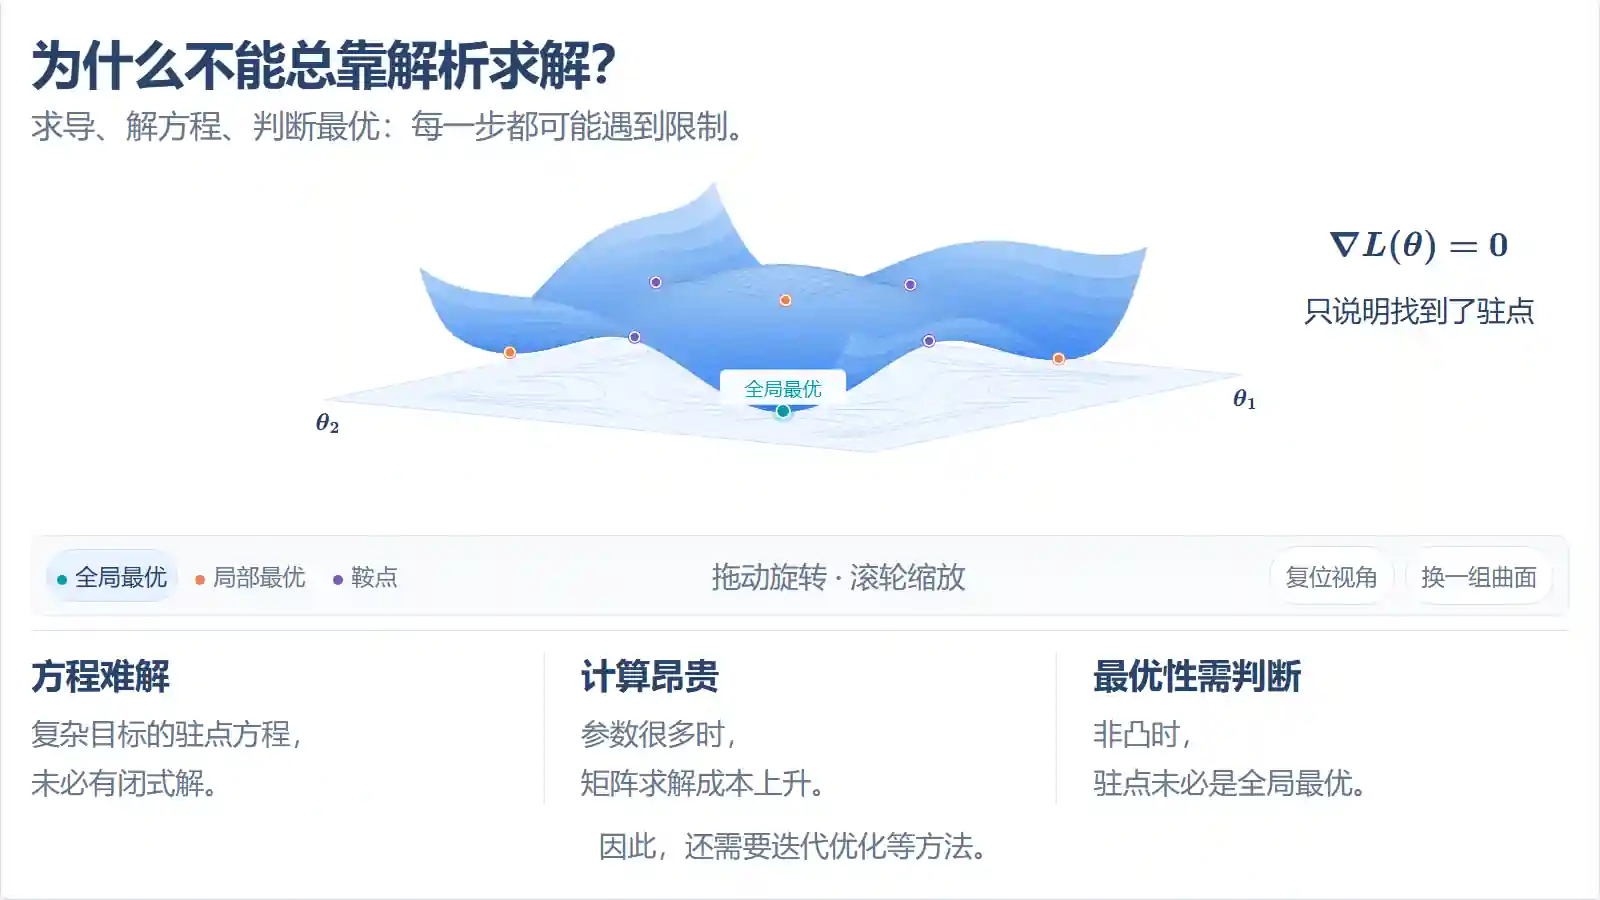 为什么不能总靠解析求解？
求导、解方程、判断最优：每一步都可能遇到限制。
∇L(θ) = 0
只说明找到了驻点
全局最优
θ₁
θ₂
全局最优 局部最优 鞍点
拖动旋转 · 滚轮缩放
复位视角 换一组曲面
方程难解
复杂目标的驻点方程，
未必有闭式解。
计算昂贵
参数很多时，
矩阵求解成本上升。
最优性需判断
非凸时，
驻点未必是全局最优。
因此，还需要迭代优化等方法。